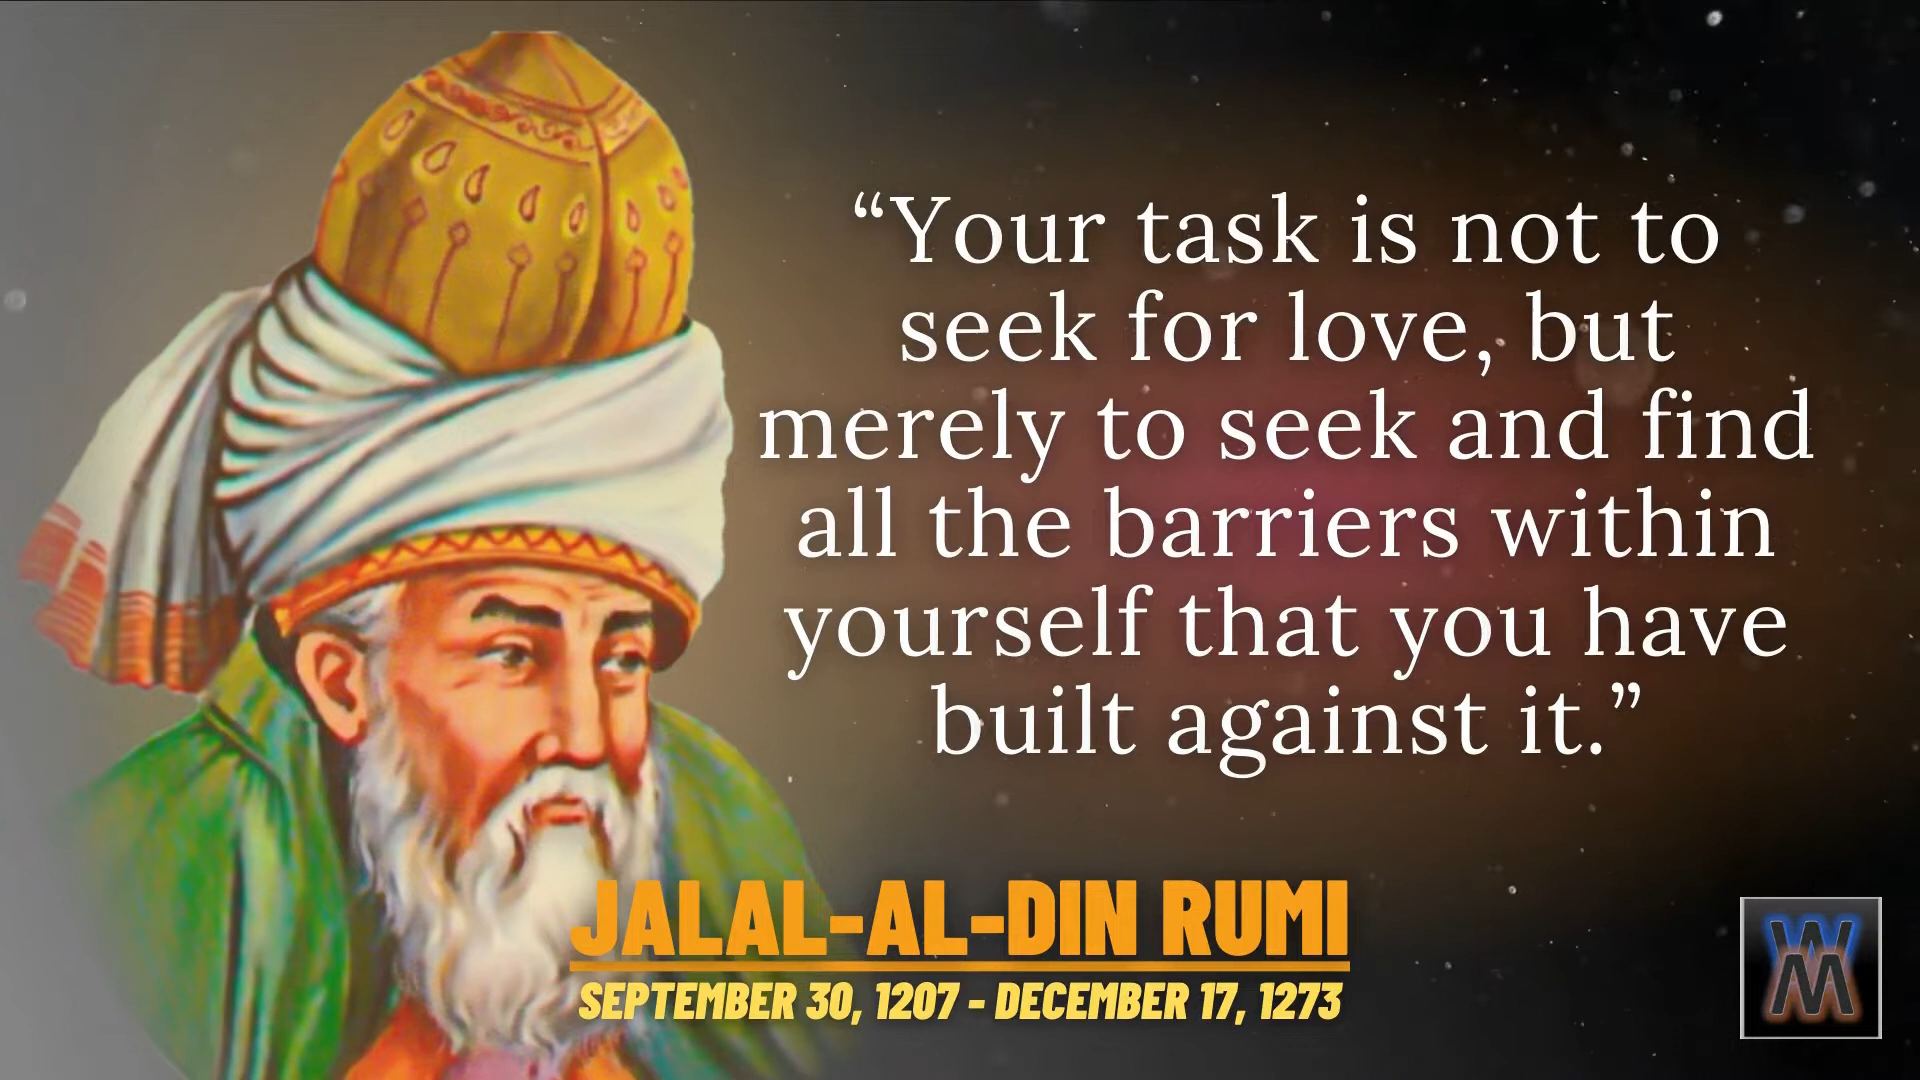 “Your task is not to
seek for love, but
merely to seek and find
all the barriers within
yourself that you have
built against it.”
JALAL-AL-DIN RUMI
SEPTEMBER 30, 1207 - DECEMBER 17, 1273
WM